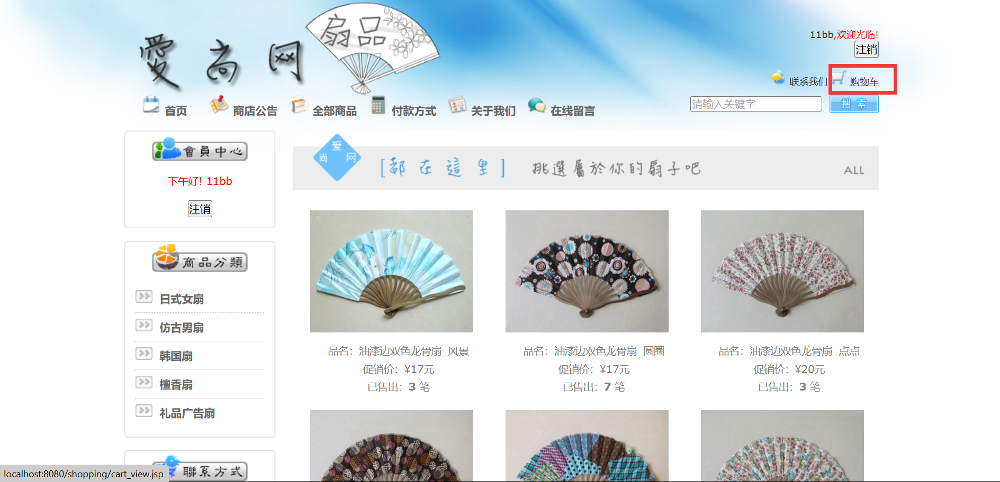 愛尚网
扇品
11bb,欢迎光临!
注销
联系我们 购物车
首页 商店公告 全部商品 付款方式 关于我们 在线留言
请输入关键字 搜 索
會員中心
下午好! 11bb
注销
商品分類
日式女扇
仿古男扇
韩国扇
檀香扇
礼品广告扇
聯系方式
爱
尚 网
[都在這里] 挑選屬於你的扇子吧 ALL
品名：油漆边双色龙骨扇_风景
促销价：¥17元
已售出：3 笔
品名：油漆边双色龙骨扇_圆圈
促销价：¥17元
已售出：7 笔
品名：油漆边双色龙骨扇_点点
促销价：¥20元
已售出：3 笔
localhost:8080/shopping/cart_view.jsp